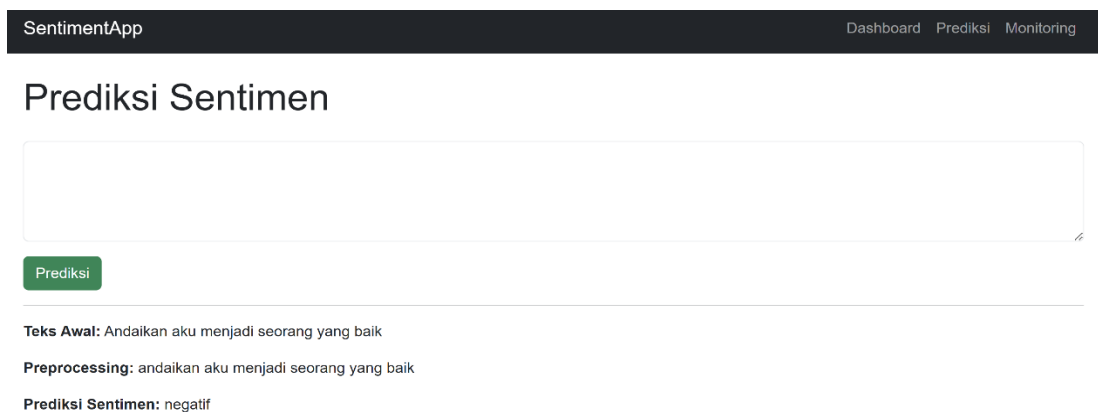 SentimentApp Dashboard Prediksi Monitoring
Prediksi Sentimen
Prediksi
Teks Awal: Andaikan aku menjadi seorang yang baik
Preprocessing: andaikan aku menjadi seorang yang baik
Prediksi Sentimen: negatif